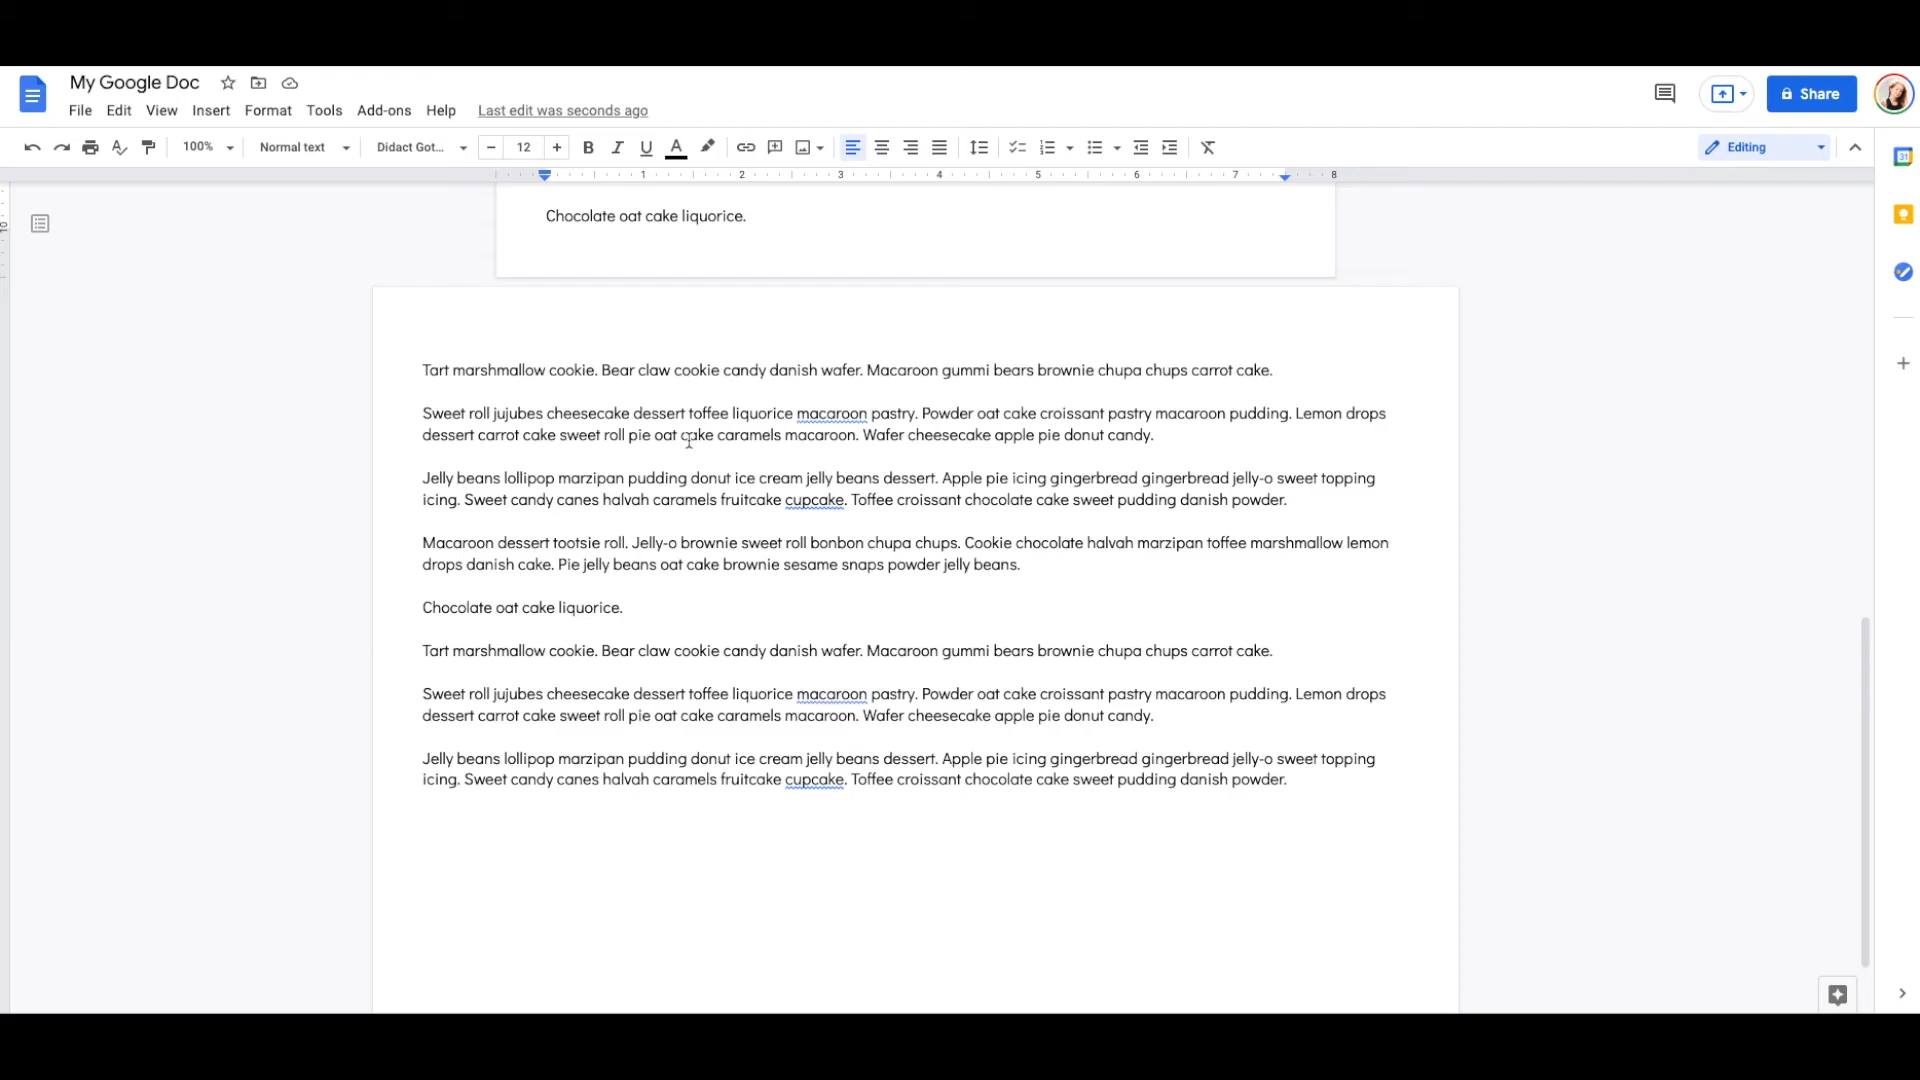 My Google Doc
File Edit View Insert Format Tools Add-ons Help Last edit was seconds ago
Share
100% Normal text Didact Got... 12 Editing
1 2 3 4 5 6 7 8
10
31
Chocolate oat cake liquorice.
Tart marshmallow cookie. Bear claw cookie candy danish wafer. Macaroon gummi bears brownie chupa chups carrot cake.
Sweet roll jujubes cheesecake dessert toffee liquorice macaroon pastry. Powder oat cake croissant pastry macaroon pudding. Lemon drops
dessert carrot cake sweet roll pie oat cake caramels macaroon. Wafer cheesecake apple pie donut candy.
Jelly beans lollipop marzipan pudding donut ice cream jelly beans dessert. Apple pie icing gingerbread gingerbread jelly-o sweet topping
icing. Sweet candy canes halvah caramels fruitcake cupcake. Toffee croissant chocolate cake sweet pudding danish powder.
Macaroon dessert tootsie roll. Jelly-o brownie sweet roll bonbon chupa chups. Cookie chocolate halvah marzipan toffee marshmallow lemon
drops danish cake. Pie jelly beans oat cake brownie sesame snaps powder jelly beans.
Chocolate oat cake liquorice.
Tart marshmallow cookie. Bear claw cookie candy danish wafer. Macaroon gummi bears brownie chupa chups carrot cake.
Sweet roll jujubes cheesecake dessert toffee liquorice macaroon pastry. Powder oat cake croissant pastry macaroon pudding. Lemon drops
dessert carrot cake sweet roll pie oat cake caramels macaroon. Wafer cheesecake apple pie donut candy.
Jelly beans lollipop marzipan pudding donut ice cream jelly beans dessert. Apple pie icing gingerbread gingerbread jelly-o sweet topping
icing. Sweet candy canes halvah caramels fruitcake cupcake. Toffee croissant chocolate cake sweet pudding danish powder.